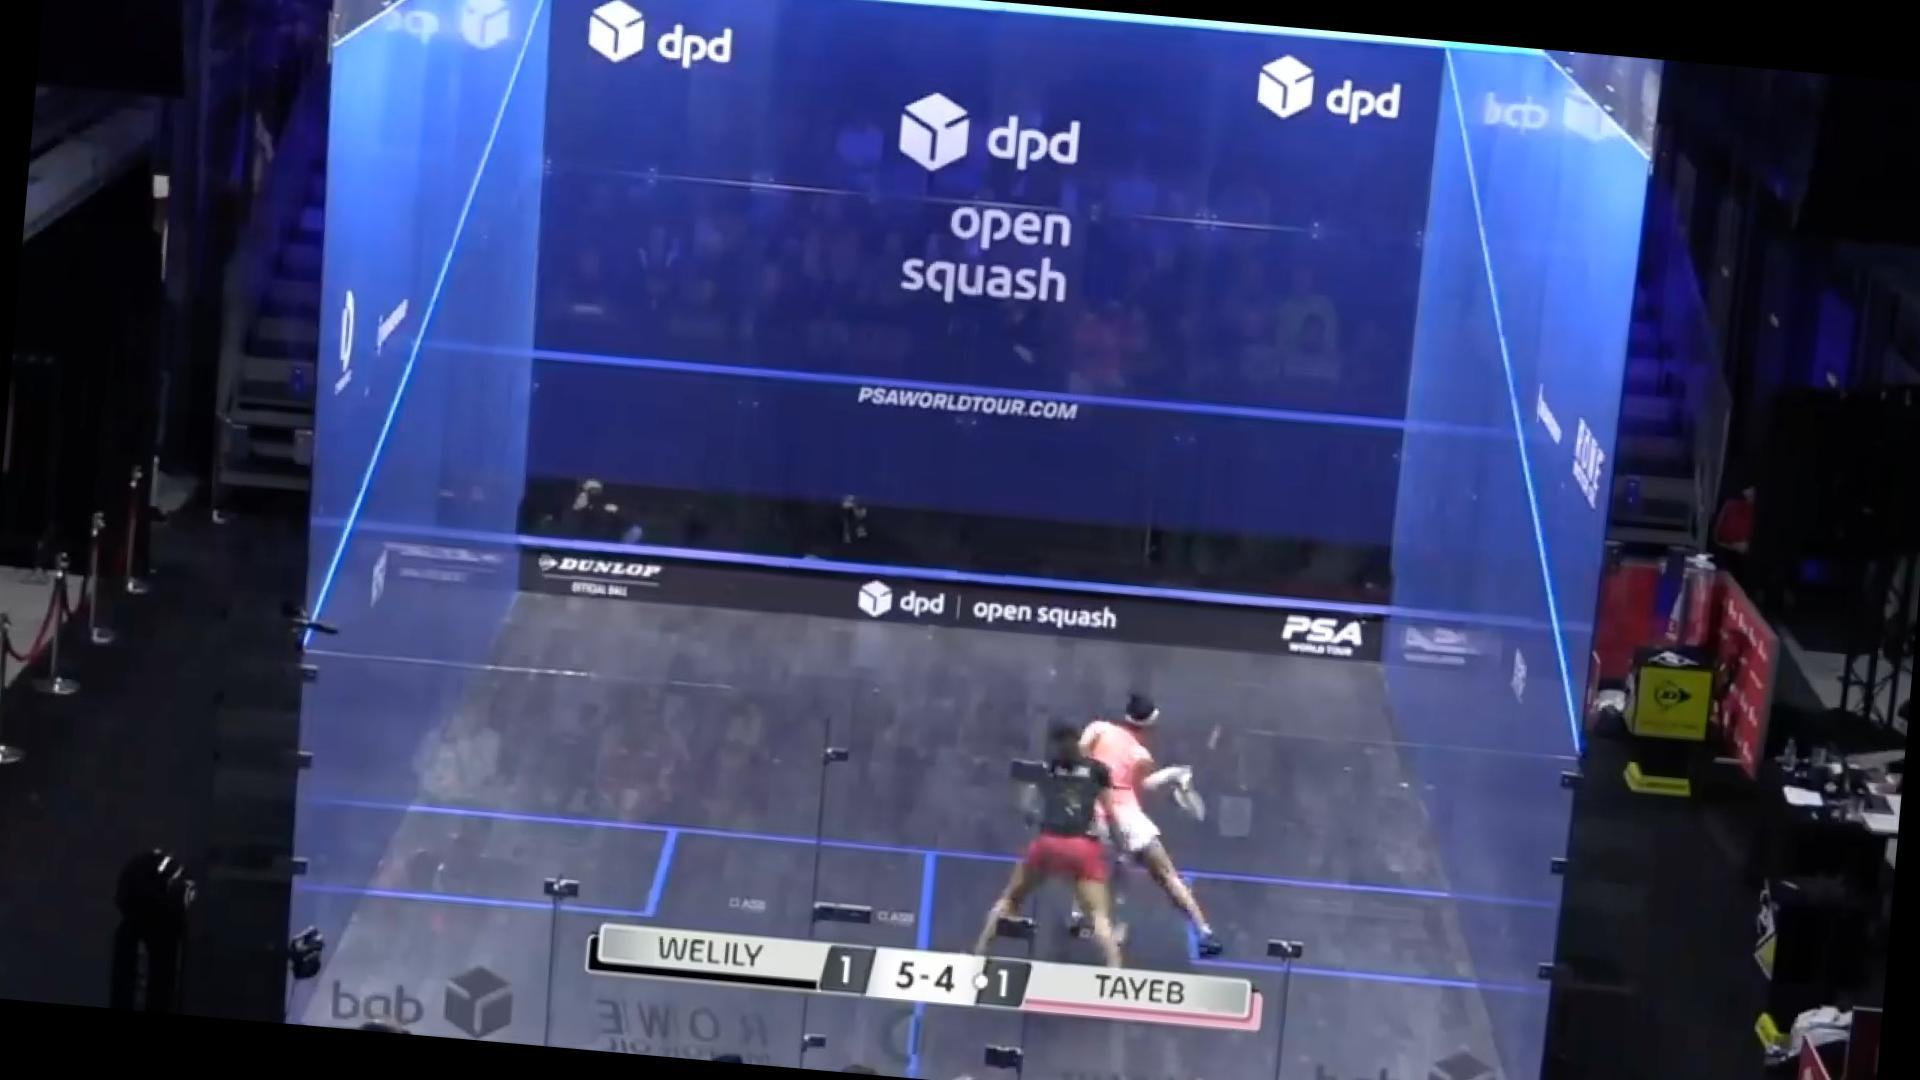 dpd
dpd
dpd
open
squash
PSAWORLDTOUR.COM
DUNLOP
OFFICIAL BALL
dpd | open squash
PSA
WORLD TOUR
WELILY 1 5-4 1 TAYEB
dpd
ROWE